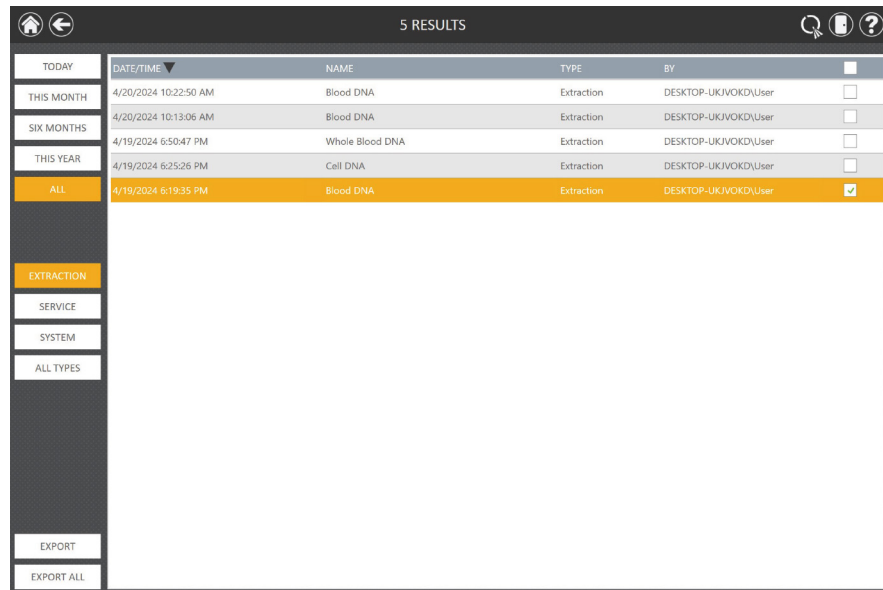 5 RESULTS
?
TODAY
THIS MONTH
SIX MONTHS
THIS YEAR
ALL
EXTRACTION
SERVICE
SYSTEM
ALL TYPES
EXPORT
EXPORT ALL
DATE/TIME NAME TYPE BY
4/20/2024 10:22:50 AM Blood DNA Extraction DESKTOP-UKJVOKD\User
4/20/2024 10:13:06 AM Blood DNA Extraction DESKTOP-UKJVOKD\User
4/19/2024 6:50:47 PM Whole Blood DNA Extraction DESKTOP-UKJVOKD\User
4/19/2024 6:25:26 PM Cell DNA Extraction DESKTOP-UKJVOKD\User
4/19/2024 6:19:35 PM Blood DNA Extraction DESKTOP-UKJVOKD\User